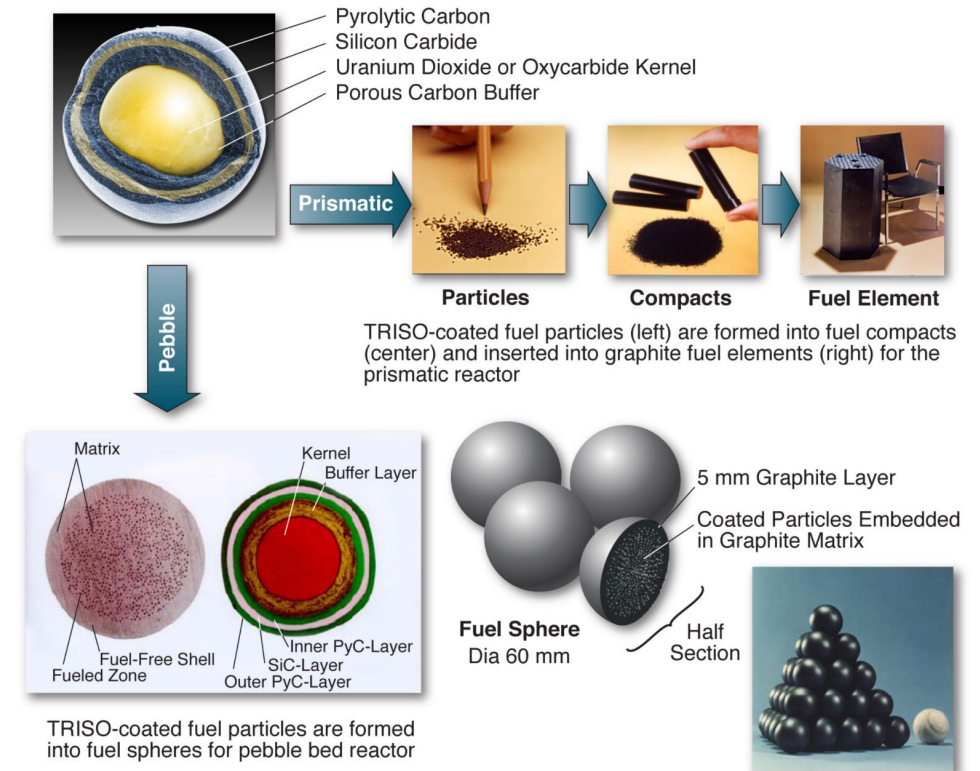 Pyrolytic Carbon
Silicon Carbide
Uranium Dioxide or Oxycarbide Kernel
Porous Carbon Buffer
Prismatic
Particles
Compacts
Fuel Element
TRISO-coated fuel particles (left) are formed into fuel compacts
(center) and inserted into graphite fuel elements (right) for the
prismatic reactor
Pebble
Matrix
Kernel
Buffer Layer
Fuel-Free Shell
Fueled Zone
Inner PyC-Layer
SiC-Layer
Outer PyC-Layer
TRISO-coated fuel particles are formed
into fuel spheres for pebble bed reactor
5 mm Graphite Layer
Coated Particles Embedded
in Graphite Matrix
Fuel Sphere
Dia 60 mm
Half
Section